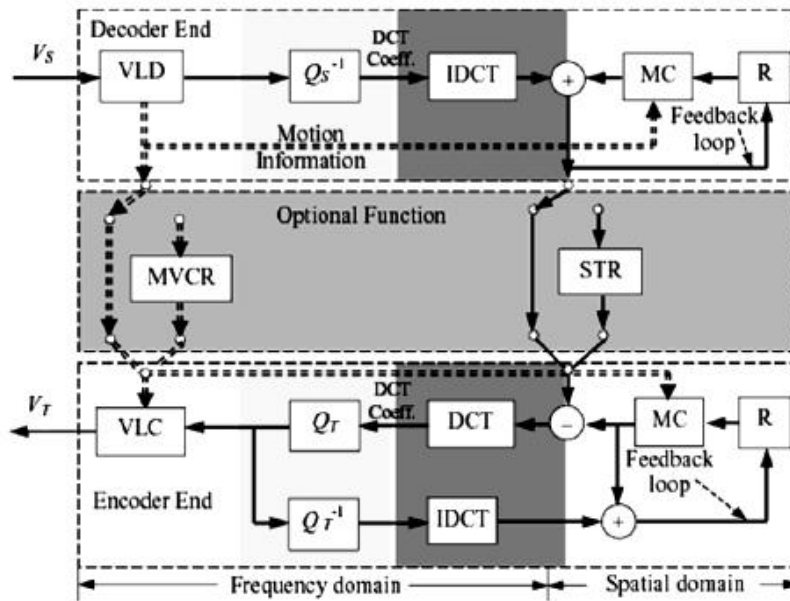 Decoder End
V_S
VLD
Q_S^-1
DCT
Coeff.
IDCT
+
MC
R
Motion
Information
Feedback
loop
Optional Function
MVCR
STR
V_T
VLC
Q_T
DCT
Coeff.
DCT
−
MC
R
Feedback
loop
Encoder End
Q_T^-1
IDCT
+
Frequency domain
Spatial domain